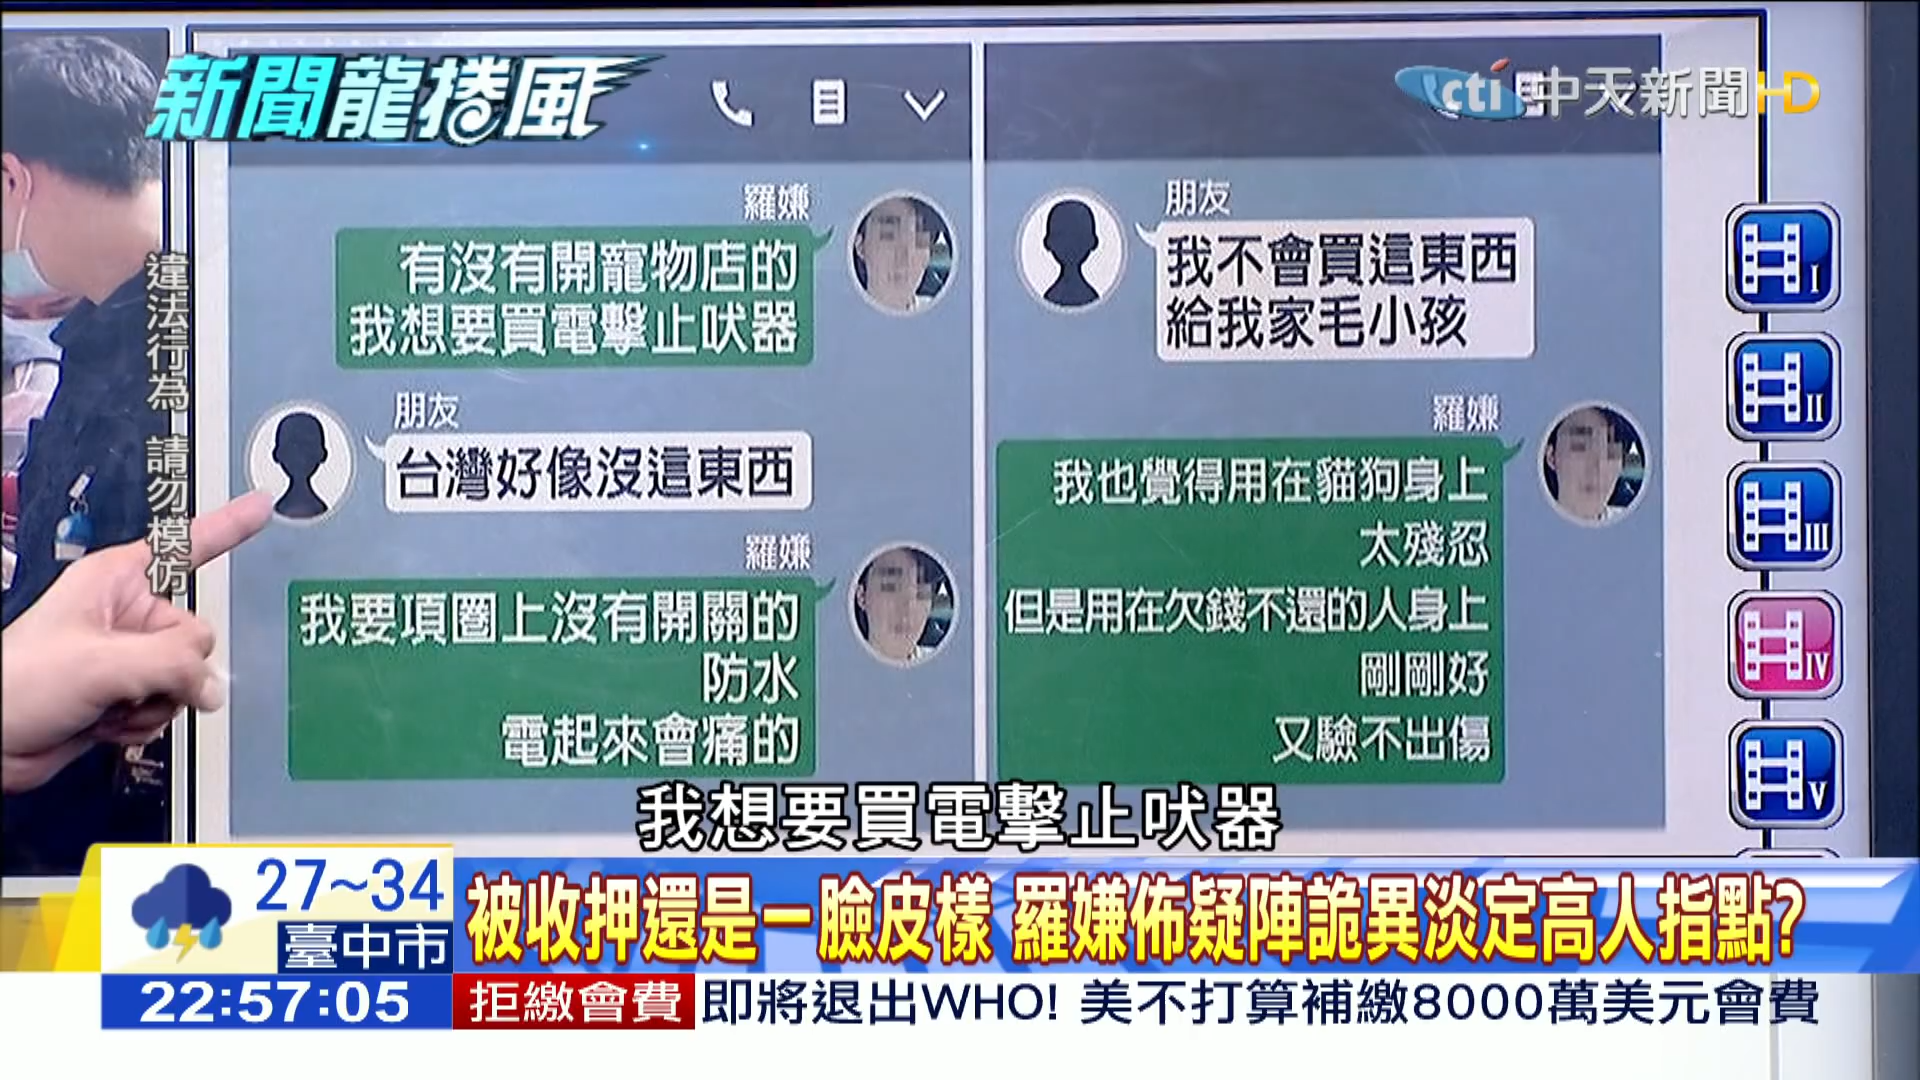 新聞龍捲風
cti 中天新聞HD
違法行為 請勿模仿
羅嫌
有沒有開寵物店的
我想要買電擊止吠器
朋友
台灣好像沒這東西
羅嫌
我要項圈上沒有開關的
防水
電起來會痛的
朋友
我不會買這東西
給我家毛小孩
羅嫌
我也覺得用在貓狗身上
太殘忍
但是用在欠錢不還的人身上
剛剛好
又驗不出傷
I
II
III
IV
V
我想要買電擊止吠器
27~34
臺中市
被收押還是一臉皮樣 羅嫌佈疑陣詭異淡定高人指點?
22:57:05
拒繳會費 即將退出WHO! 美不打算補繳8000萬美元會費